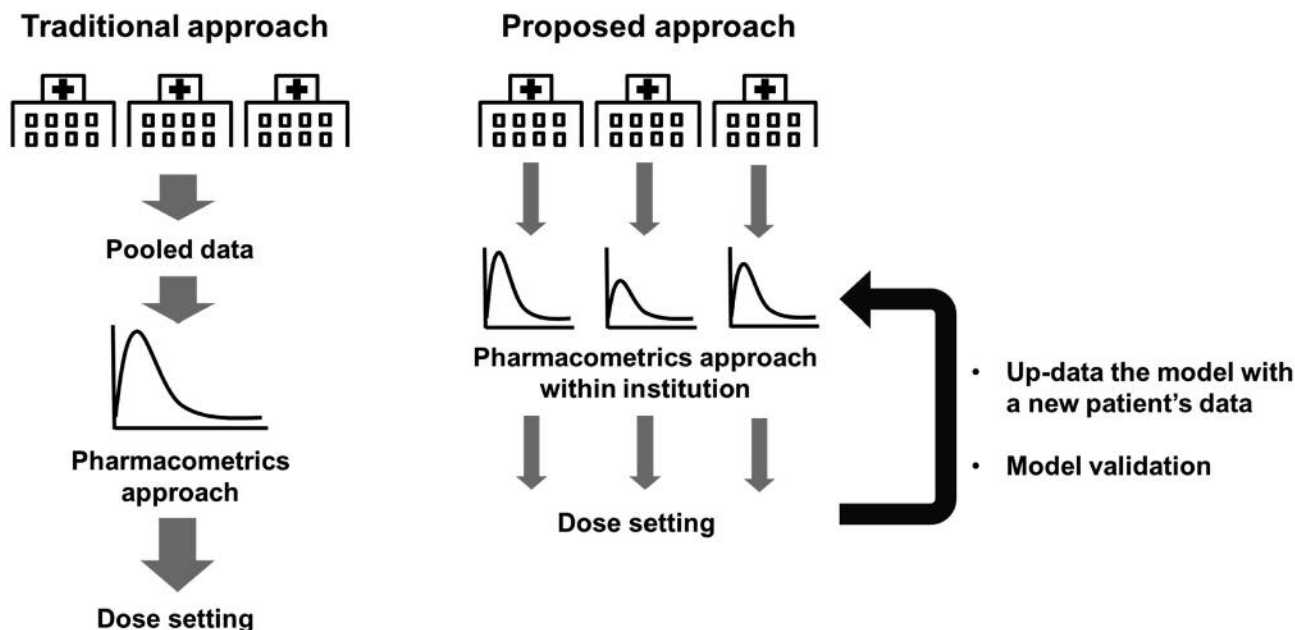 Traditional approach
Pooled data
Pharmacometrics
approach
Dose setting
Proposed approach
Pharmacometrics approach
within institution
Dose setting
• Up-data the model with
a new patient's data
• Model validation